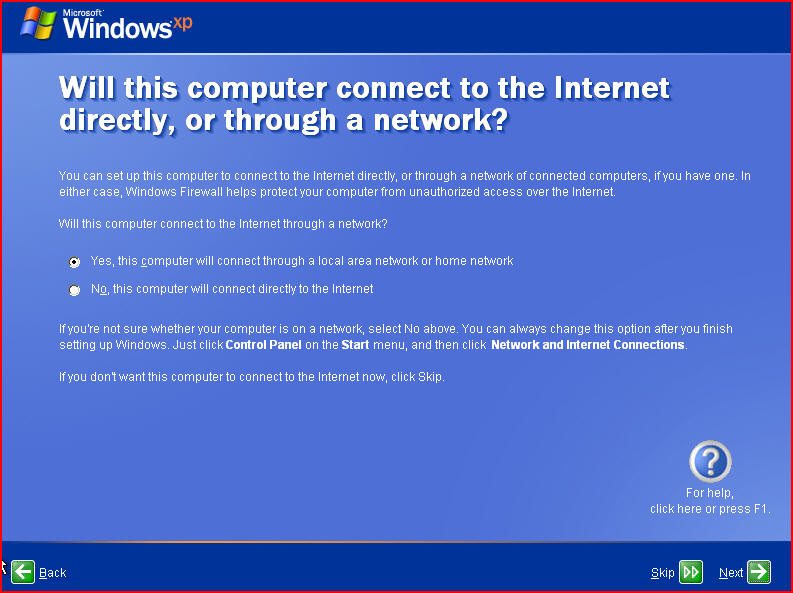 Microsoft
Windows xp
Will this computer connect to the Internet
directly, or through a network?
You can set up this computer to connect to the Internet directly, or through a network of connected computers, if you have one. In
either case, Windows Firewall helps protect your computer from unauthorized access over the Internet.
Will this computer connect to the Internet through a network?
Yes, this computer will connect through a local area network or home network
No, this computer will connect directly to the Internet
If you're not sure whether your computer is on a network, select No above. You can always change this option after you finish
setting up Windows. Just click Control Panel on the Start menu, and then click Network and Internet Connections.
If you don't want this computer to connect to the Internet now, click Skip.
?
For help,
click here or press F1.
Back
Skip
Next